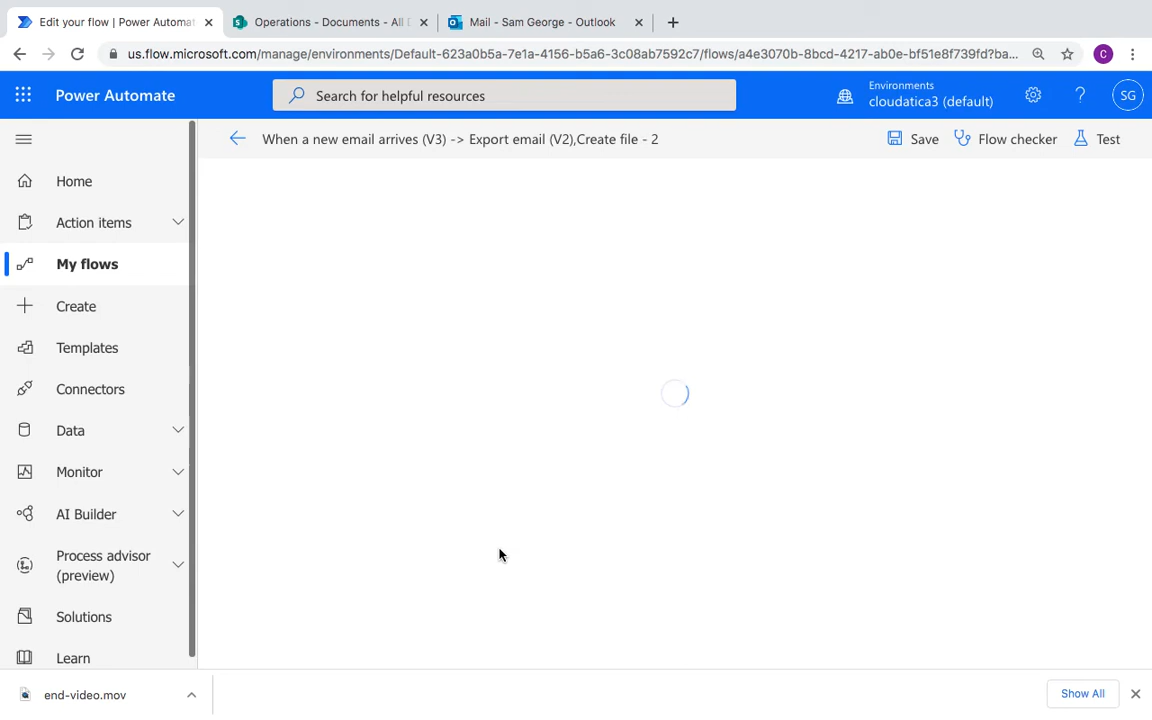 Edit your flow | Power Automat
Operations - Documents - All D
Mail - Sam George - Outlook
us.flow.microsoft.com/manage/environments/Default-623a0b5a-7e1a-4156-b5a6-3c08ab7592c7/flows/a4e3070b-8bcd-4217-ab0e-bf51e8f739fd?ba...
C
Power Automate
Search for helpful resources
Environments
cloudatica3 (default)
?
SG
When a new email arrives (V3) -> Export email (V2),Create file - 2
Save
Flow checker
Test
Home
Action items
My flows
Create
Templates
Connectors
Data
Monitor
AI Builder
Process advisor
(preview)
Solutions
Learn
end-video.mov
Show All